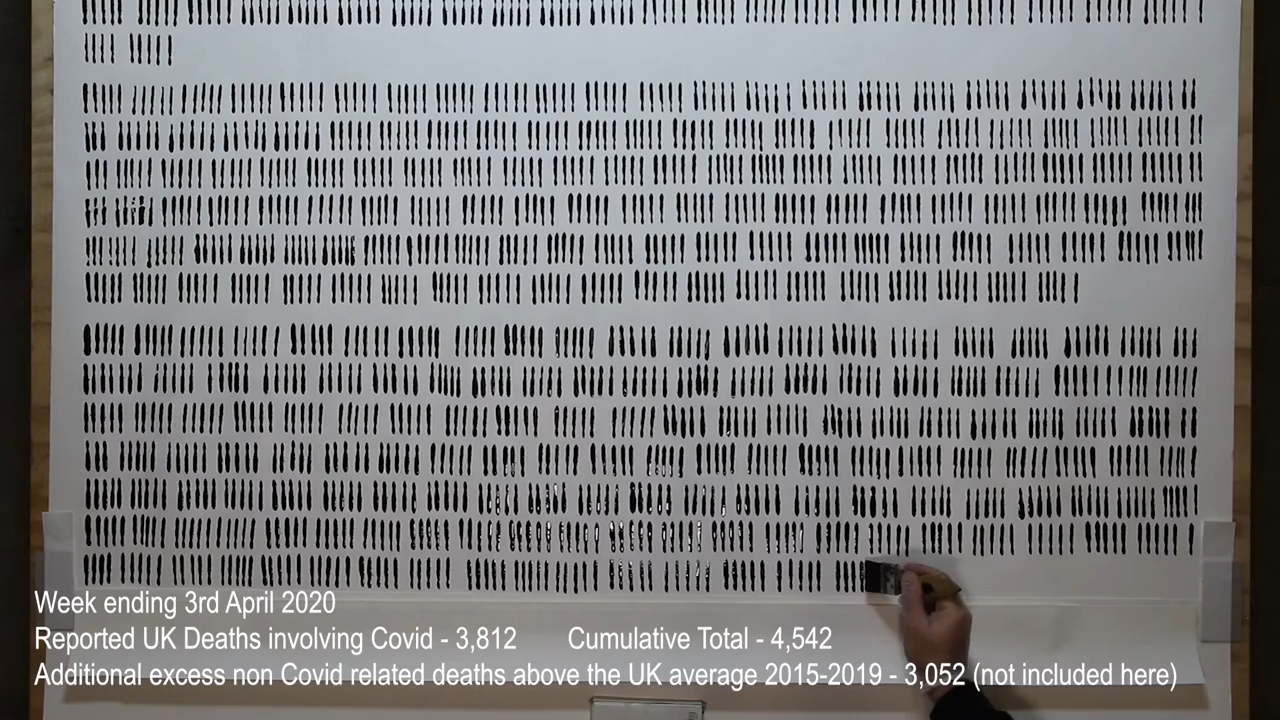 Week ending 3rd April 2020
Reported UK Deaths involving Covid - 3,812 Cumulative Total - 4,542
Additional excess non Covid related deaths above the UK average 2015-2019 - 3,052 (not included here)